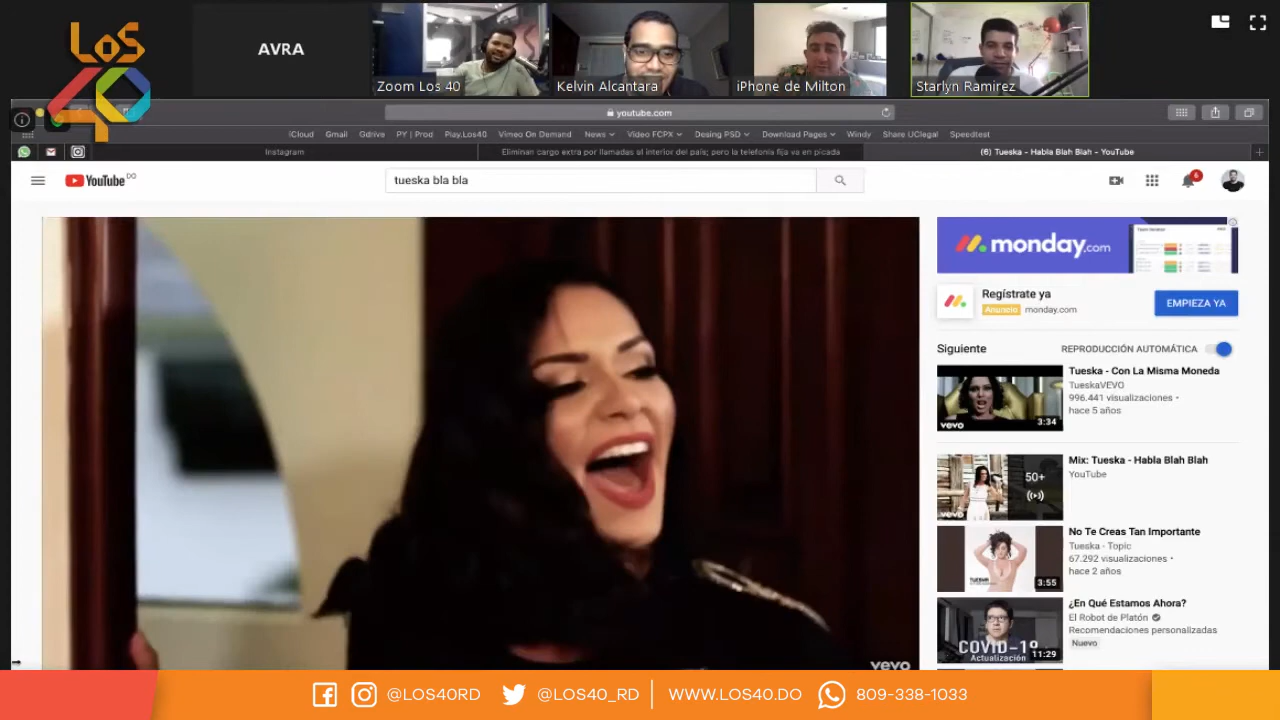 LOS
40
AVRA
Zoom Los 40
Kelvin Alcantara
iPhone de Milton
Starlyn Ramirez
youtube.com
iCloud Gmail Gdrive PY | Prod Play.Los40 Vimeo On Demand News Video FCPX Desing PSD Download Pages Windy Share UClegal Speedtest
Instagram
Eliminan cargo extra por llamadas al interior del país; pero la telefonía fija va en picada
(6) Tueska - Habla Blah Blah - YouTube
YouTube DO
tueska bla bla
6
monday.com
Regístrate ya
Anuncio monday.com
EMPIEZA YA
Siguiente
REPRODUCCIÓN AUTOMÁTICA
Tueska - Con La Misma Moneda
TueskaVEVO
996.441 visualizaciones •
hace 5 años
vevo
3:34
Mix: Tueska - Habla Blah Blah
YouTube
50+
vevo
No Te Creas Tan Importante
Tueska - Topic
67.292 visualizaciones •
hace 2 años
TUESKA
3:55
¿En Qué Estamos Ahora?
El Robot de Platón
Recomendaciones personalizadas
Nuevo
COVID-19
Actualización
11:29
vevo
@LOS40RD
@LOS40_RD
WWW.LOS40.DO
809-338-1033